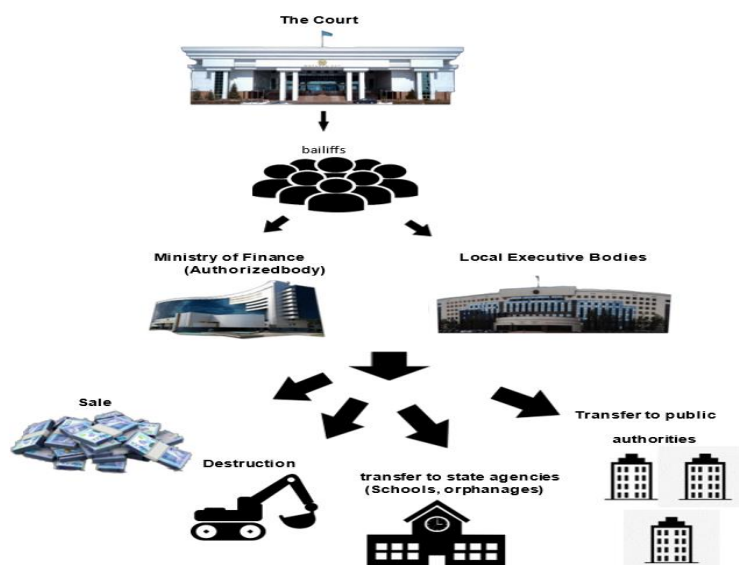 The Court
bailiffs
Ministry of Finance
(Authorizedbody)
Local Executive Bodies
Sale
Destruction
transfer to state agencies
(Schools, orphanages)
Transfer to public
authorities